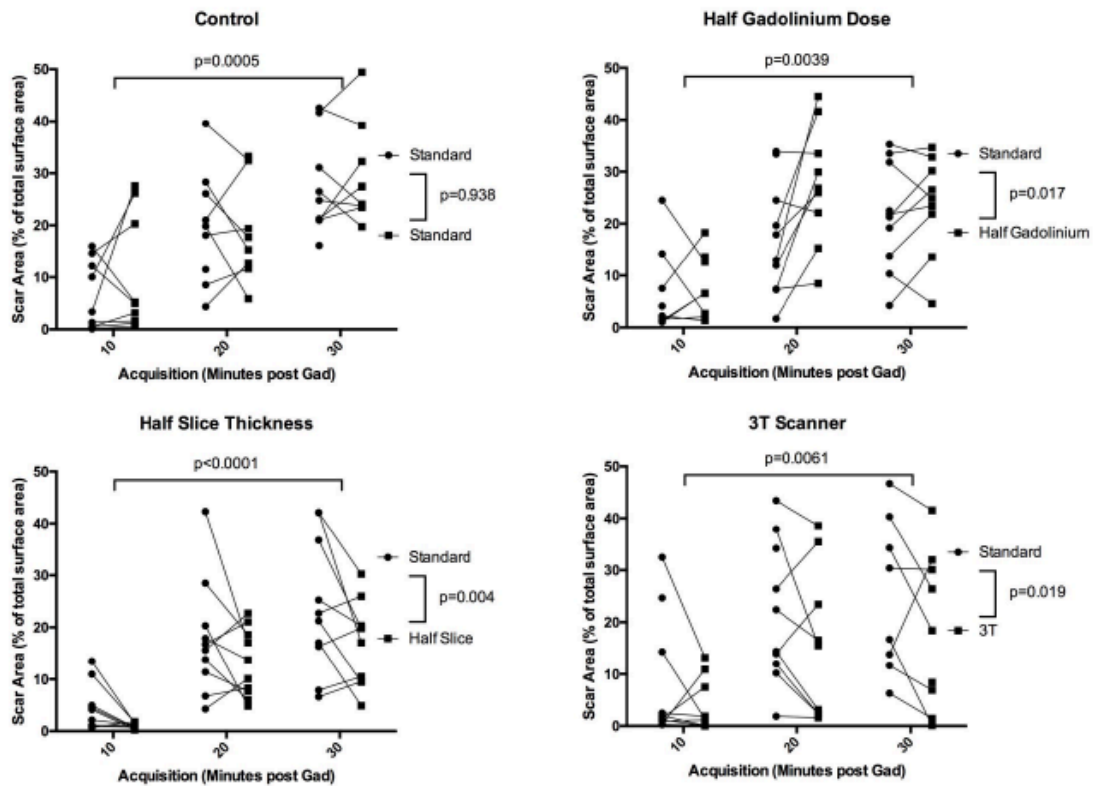 Control
p=0.0005
Scar Area (% of total surface area)
50
40
30
20
10
0
Standard
p=0.938
Standard
10
20
30
Acquisition (Minutes post Gad)
Half Gadolinium Dose
p=0.0039
Scar Area (% of total surface area)
50
40
30
20
10
0
Standard
p=0.017
Half Gadolinium
10
20
30
Acquisition (Minutes post Gad)
Half Slice Thickness
p<0.0001
Scar Area (% of total surface area)
50
40
30
20
10
0
Standard
p=0.004
Half Slice
10
20
30
Acquisition (Minutes post Gad)
3T Scanner
p=0.0061
Scar Area (% of total surface area)
50
40
30
20
10
0
Standard
p=0.019
3T
10
20
30
Acquisition (Minutes post Gad)